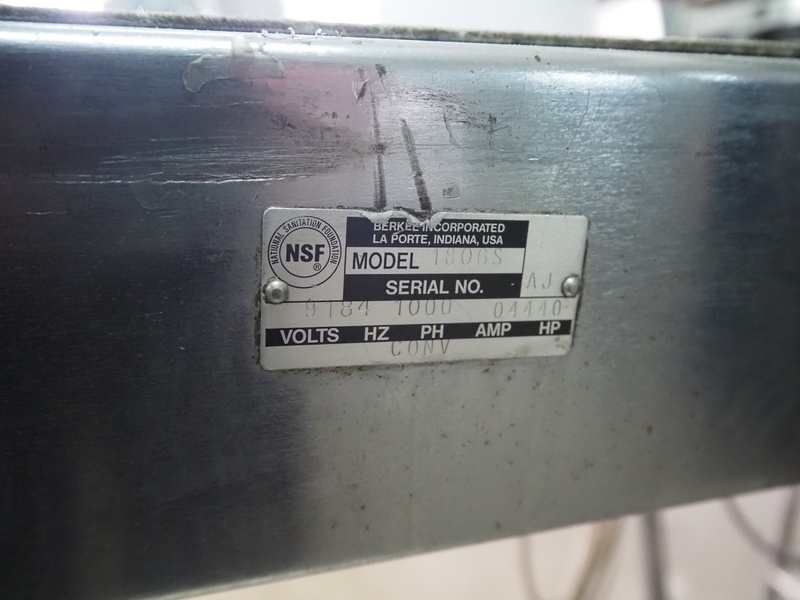 NATIONAL SANITATION FOUNDATION
NSF
®
BERKEL INCORPORATED
LA PORTE, INDIANA, USA
MODEL 1806S
SERIAL NO. AJ
9184 1000 04440
VOLTS HZ PH AMP HP
CONV